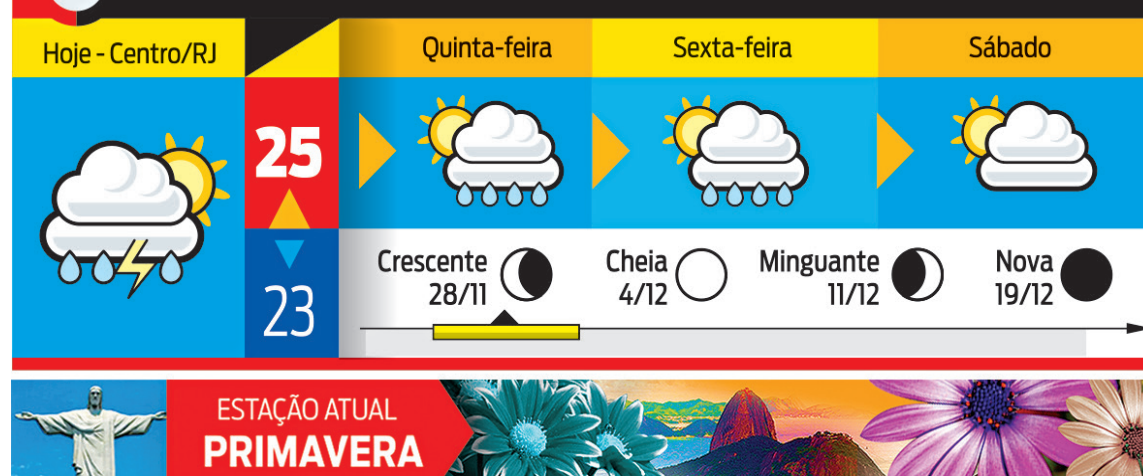 Hoje - Centro/RJ
Quinta-feira
Sexta-feira
Sábado
25
23
Crescente
28/11
Cheia
4/12
Minguante
11/12
Nova
19/12
ESTAÇÃO ATUAL
PRIMAVERA